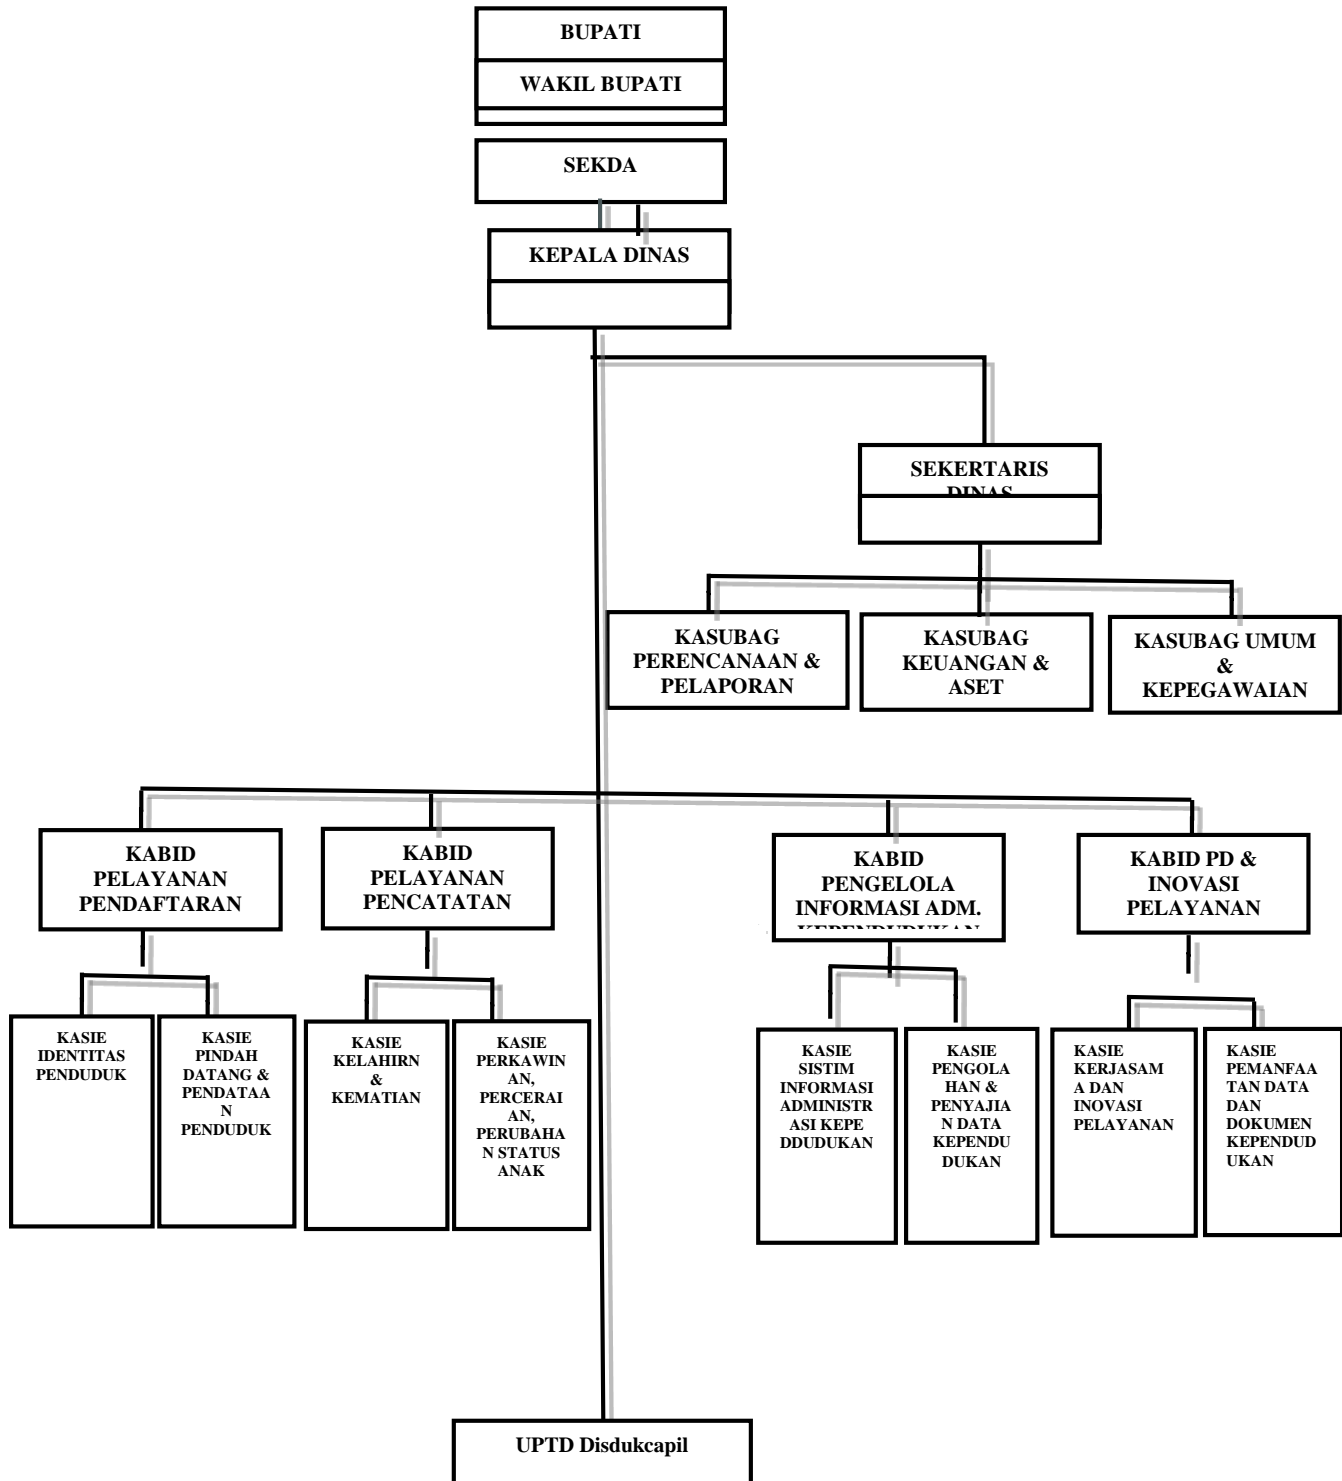 BUPATI
WAKIL BUPATI
SEKDA
KEPALA DINAS
SEKERTARIS
DINAS
KASUBAG
PERENCANAAN &
PELAPORAN
KASUBAG
KEUANGAN &
ASET
KASUBAG UMUM
&
KEPEGAWAIAN
KABID
PELAYANAN
PENDAFTARAN
KABID
PELAYANAN
PENCATATAN
KABID
PENGELOLA
INFORMASI ADM.
KEPENDUDUKAN
KABID PD &
INOVASI
PELAYANAN
KASIE
IDENTITAS
PENDUDUK
KASIE
PINDAH
DATANG &
PENDATAA
N
PENDUDUK
KASIE
KELAHIRN
&
KEMATIAN
KASIE
PERKAWIN
AN,
PERCERAI
AN,
PERUBAHA
N STATUS
ANAK
KASIE
SISTIM
INFORMASI
ADMINISTR
ASI KEPE
DDUDUKAN
KASIE
PENGOLA
HAN &
PENYAJIA
N DATA
KEPENDU
DUKAN
KASIE
KERJASAM
A DAN
INOVASI
PELAYANAN
KASIE
PEMANFAA
TAN DATA
DAN
DOKUMEN
KEPENDUD
UKAN
UPTD Disdukcapil